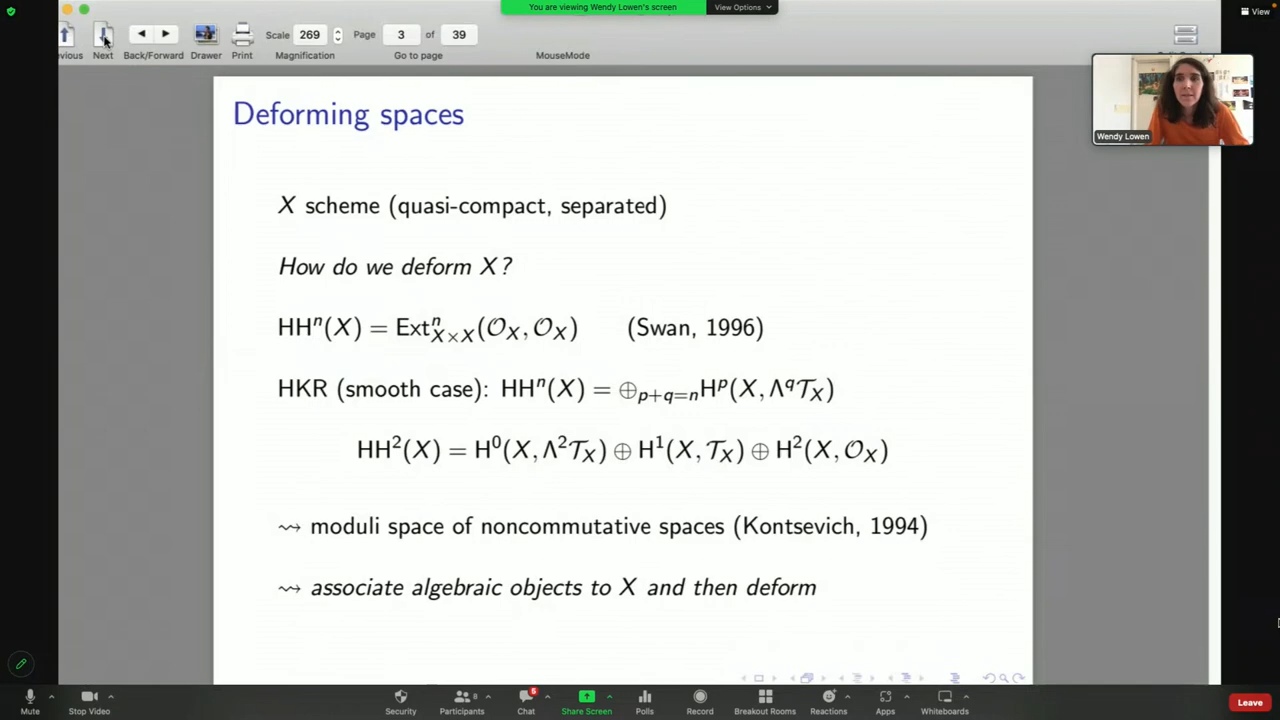 You are viewing Wendy Lowen's screen View Options
View
Scale 269 Page 3 of 39
vious Next Back/Forward Drawer Print Magnification Go to page MouseMode
Wendy Lowen
Deforming spaces
X scheme (quasi-compact, separated)
How do we deform X?
HHⁿ(X) = Extⁿ_{X×X}(𝒪_X, 𝒪_X) (Swan, 1996)
HKR (smooth case): HHⁿ(X) = ⊕_{p+q=n}H^p(X, Λ^q𝒯_X)
HH²(X) = H⁰(X, Λ²𝒯_X) ⊕ H¹(X, 𝒯_X) ⊕ H²(X, 𝒪_X)
⇝ moduli space of noncommutative spaces (Kontsevich, 1994)
⇝ associate algebraic objects to X and then deform
5 8
Mute Stop Video Security Participants Chat Share Screen Polls Record Breakout Rooms Reactions Apps Whiteboards Leave